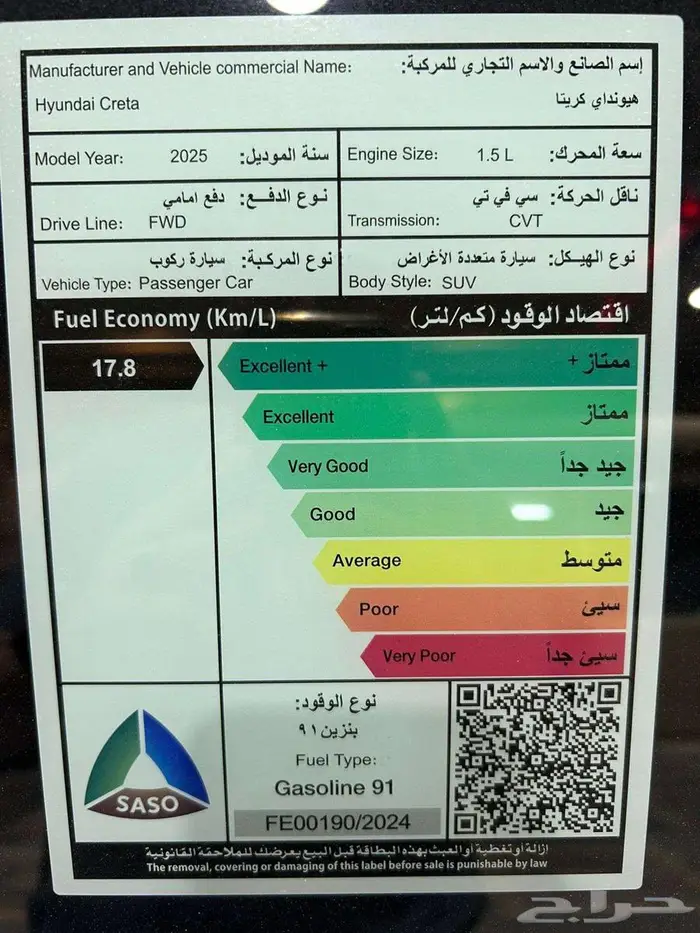 Manufacturer and Vehicle commercial Name: إسم الصانع والاسم التجاري للمركبة:
Hyundai Creta هيونداي كريتا
Model Year: 2025 سنة الموديل:
Engine Size: 1.5 L سعة المحرك:
نوع الدفـــع: دفع امامي
Drive Line: FWD
ناقل الحركة: سي في تي
Transmission: CVT
نوع المركـبة: سيارة ركوب
Vehicle Type: Passenger Car
نوع الهيــكل: سيارة متعددة الأغراض
Body Style: SUV
Fuel Economy (Km/L) اقتصاد الوقود (كم/لتر)
17.8
Excellent + ممتاز +
Excellent ممتاز
Very Good جيد جداً
Good جيد
Average متوسط
Poor سيئ
Very Poor سيئ جداً
SASO
نوع الوقود:
بنزين ٩١
Fuel Type:
Gasoline 91
FE00190/2024
إزالة أو تغطية أو العبث بهذه البطاقة قبل البيع يعرضك للملاحقة القانونية
The removal, covering or damaging of this label before sale is punishable by law
حراج